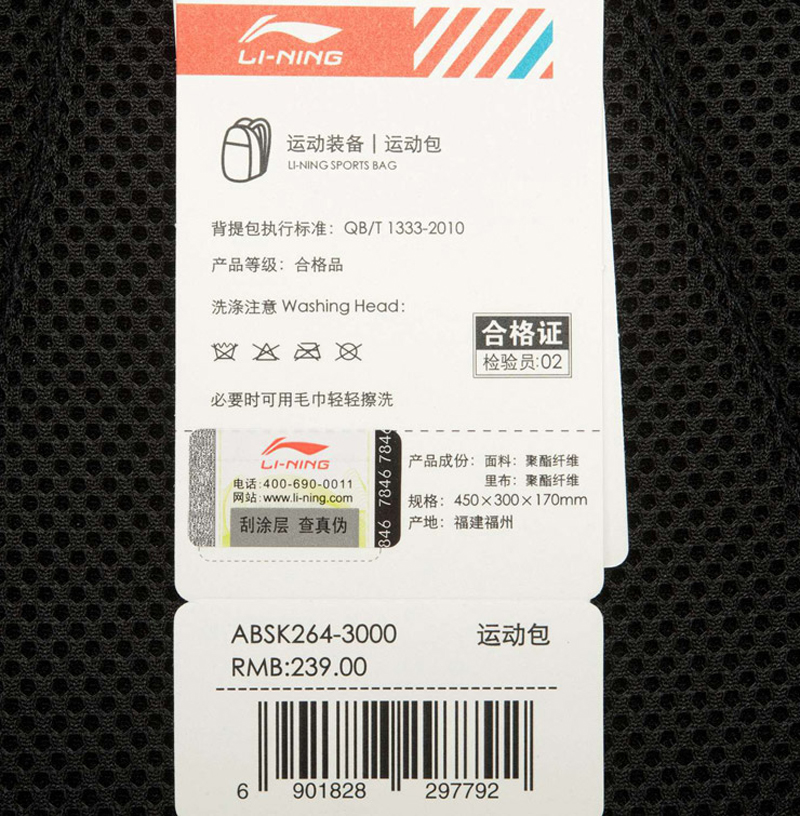 LI-NING
运动装备 | 运动包
LI-NING SPORTS BAG
背提包执行标准：QB/T 1333-2010
产品等级：合格品
洗涤注意 Washing Head:
合格证
检验员:02
必要时可用毛巾轻轻擦洗
LI-NING
电话:400-690-0011
网站:www.li-ning.com
刮涂层 查真伪
846 7846 7846
产品成份：面料：聚酯纤维
里布：聚酯纤维
规格：450×300×170mm
产地：福建福州
ABSK264-3000 运动包
RMB:239.00
6 901828 297792